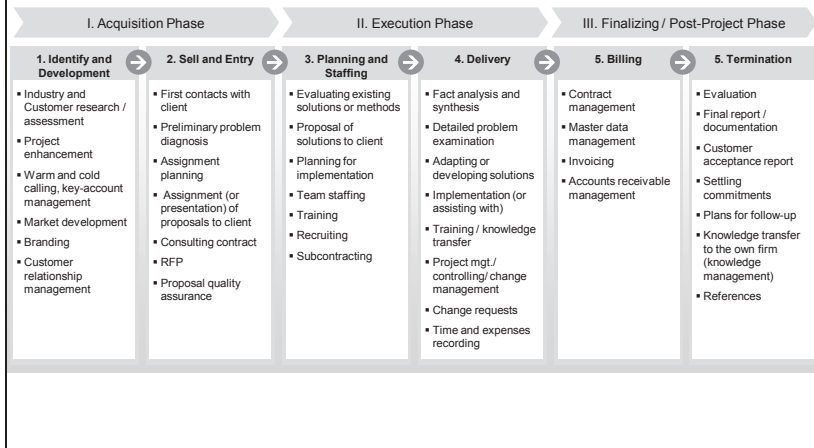 I. Acquisition Phase
II. Execution Phase
III. Finalizing / Post-Project Phase
1. Identify and
Development
▪ Industry and
Customer research /
assessment
▪ Project
enhancement
▪ Warm and cold
calling, key-account
management
▪ Market development
▪ Branding
▪ Customer
relationship
management
2. Sell and Entry
▪ First contacts with
client
▪ Preliminary problem
diagnosis
▪ Assignment
planning
▪ Assignment (or
presentation) of
proposals to client
▪ Consulting contract
▪ RFP
▪ Proposal quality
assurance
3. Planning and
Staffing
▪ Evaluating existing
solutions or methods
▪ Proposal of
solutions to client
▪ Planning for
implementation
▪ Team staffing
▪ Training
▪ Recruiting
▪ Subcontracting
4. Delivery
▪ Fact analysis and
synthesis
▪ Detailed problem
examination
▪ Adapting or
developing solutions
▪ Implementation (or
assisting with)
▪ Training / knowledge
transfer
▪ Project mgt./
controlling/ change
management
▪ Change requests
▪ Time and expenses
recording
5. Billing
▪ Contract
management
▪ Master data
management
▪ Invoicing
▪ Accounts receivable
management
5. Termination
▪ Evaluation
▪ Final report /
documentation
▪ Customer
acceptance report
▪ Settling
commitments
▪ Plans for follow-up
▪ Knowledge transfer
to the own firm
(knowledge
management)
▪ References